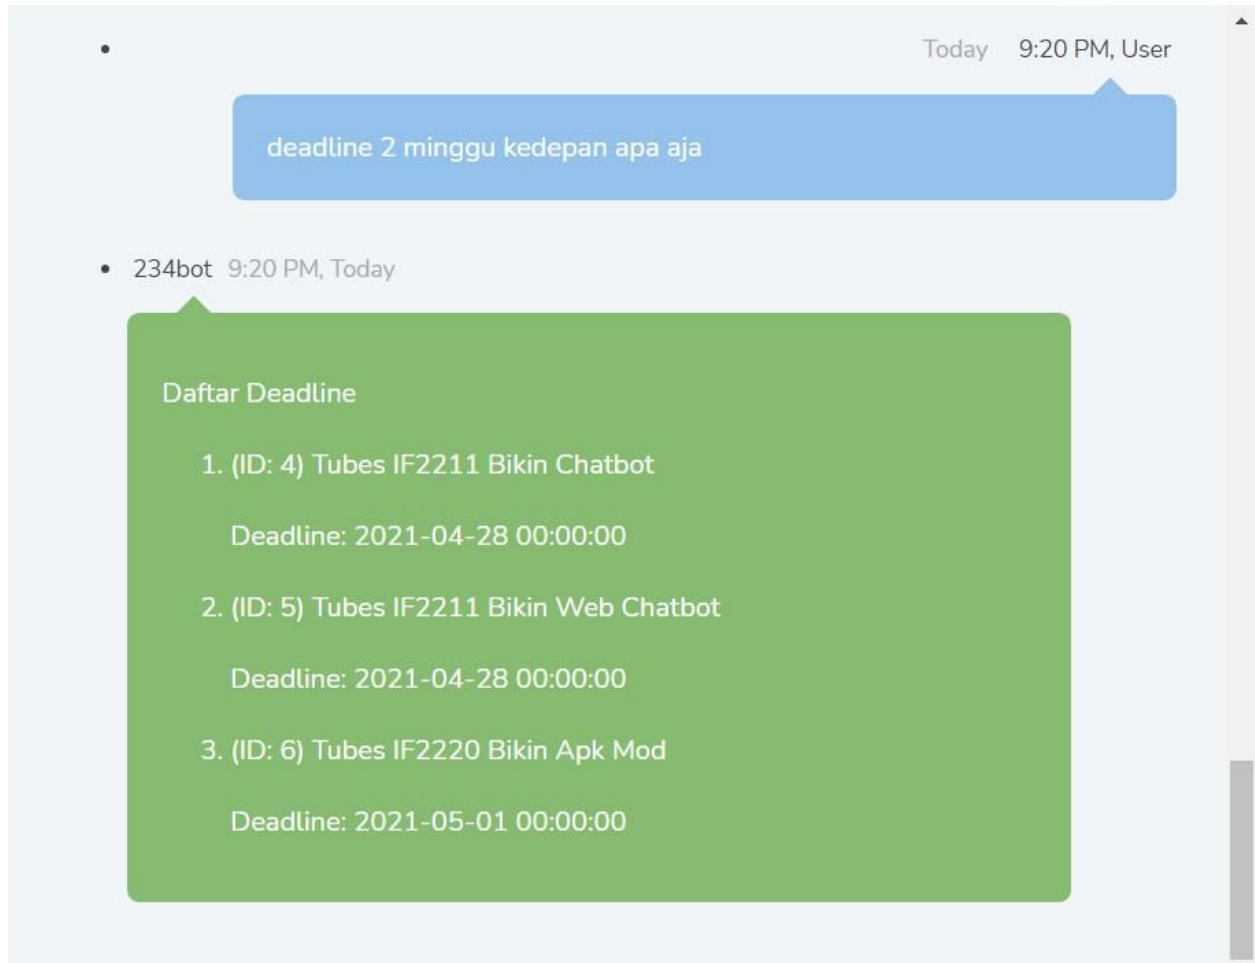 Today 9:20 PM, User
deadline 2 minggu kedepan apa aja
234bot 9:20 PM, Today
Daftar Deadline
1. (ID: 4) Tubes IF2211 Bikin Chatbot
Deadline: 2021-04-28 00:00:00
2. (ID: 5) Tubes IF2211 Bikin Web Chatbot
Deadline: 2021-04-28 00:00:00
3. (ID: 6) Tubes IF2220 Bikin Apk Mod
Deadline: 2021-05-01 00:00:00